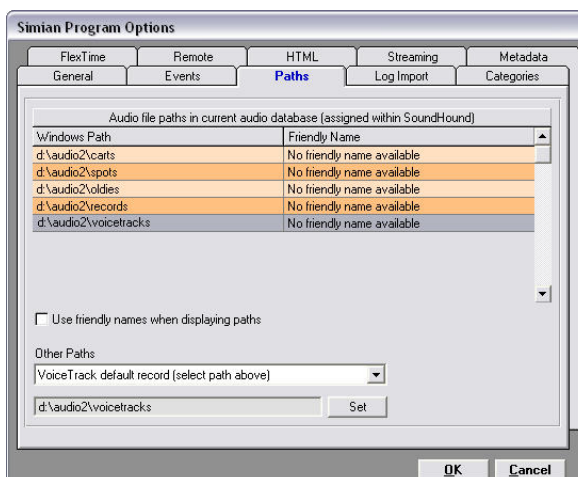 Simian Program Options
FlexTime Remote HTML Streaming Metadata
General Events Paths Log Import Categories
Audio file paths in current audio database (assigned within SoundHound)
Windows Path Friendly Name
d:\audio2\carts No friendly name available
d:\audio2\spots No friendly name available
d:\audio2\oldies No friendly name available
d:\audio2\records No friendly name available
d:\audio2\voicetracks No friendly name available
Use friendly names when displaying paths
Other Paths
VoiceTrack default record (select path above)
d:\audio2\voicetracks Set
OK Cancel